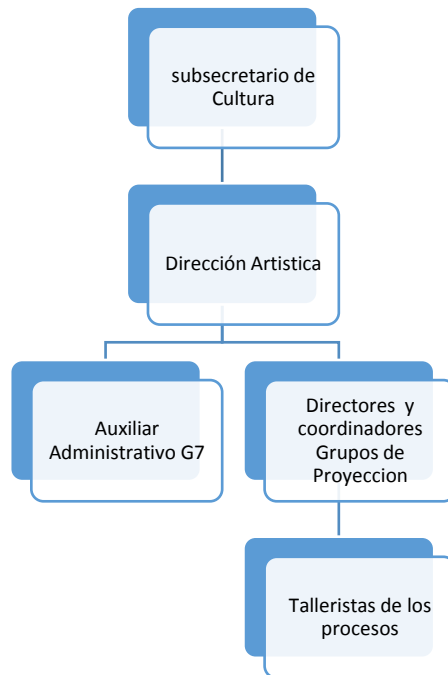 subsecretario de
Cultura
Dirección Artistica
Auxiliar
Administrativo G7
Directores y
coordinadores
Grupos de
Proyeccion
Talleristas de los
procesos